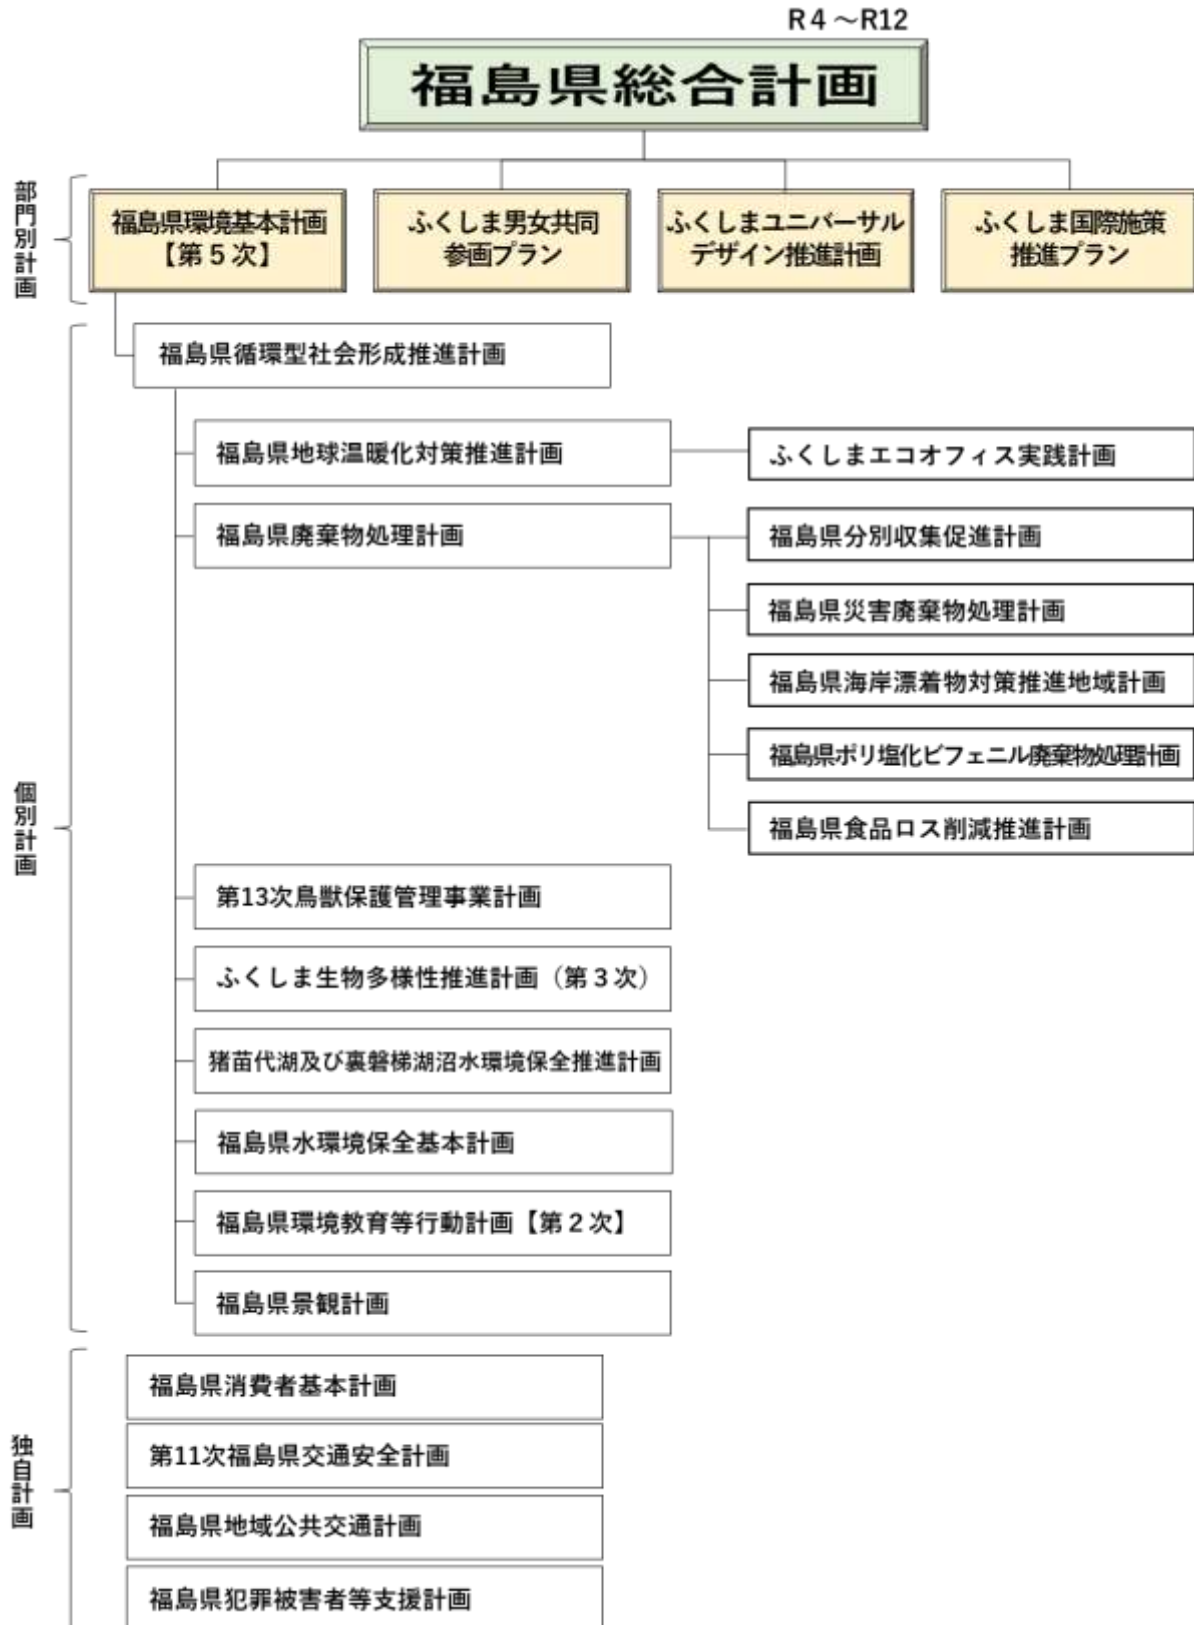 R４～R12
福島県総合計画
部門別計画
福島県環境基本計画
【第５次】
ふくしま男女共同
参画プラン
ふくしまユニバーサル
デザイン推進計画
ふくしま国際施策
推進プラン
個別計画
福島県循環型社会形成推進計画
福島県地球温暖化対策推進計画
ふくしまエコオフィス実践計画
福島県廃棄物処理計画
福島県分別収集促進計画
福島県災害廃棄物処理計画
福島県海岸漂着物対策推進地域計画
福島県ポリ塩化ビフェニル廃棄物処理計画
福島県食品ロス削減推進計画
第13次鳥獣保護管理事業計画
ふくしま生物多様性推進計画（第３次）
猪苗代湖及び裏磐梯湖沼水環境保全推進計画
福島県水環境保全基本計画
福島県環境教育等行動計画【第２次】
福島県景観計画
独自計画
福島県消費者基本計画
第11次福島県交通安全計画
福島県地域公共交通計画
福島県犯罪被害者等支援計画